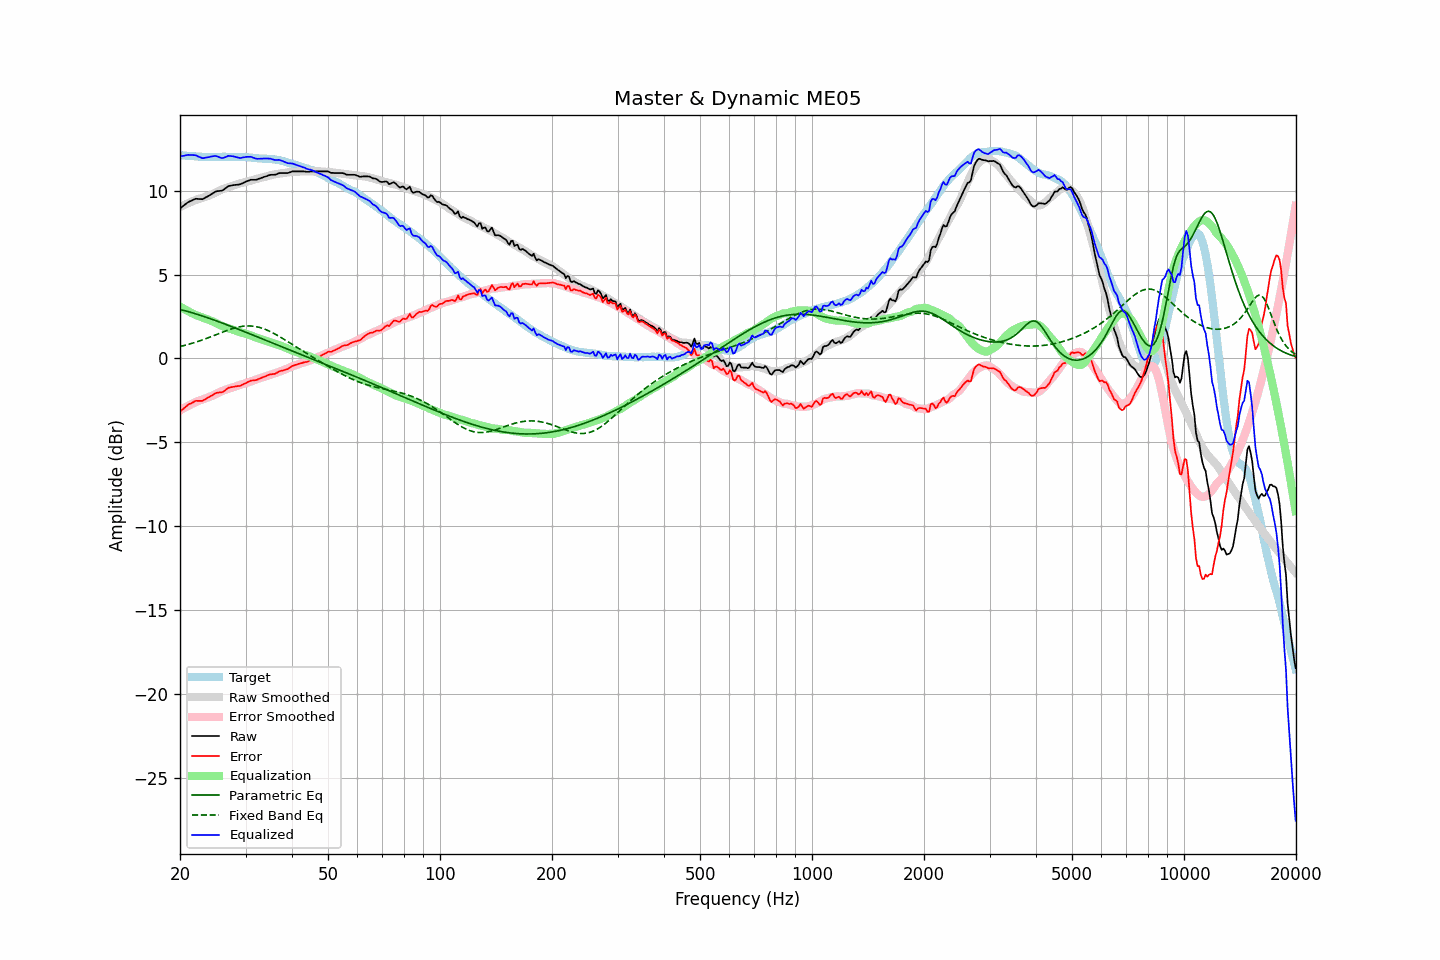 Master & Dynamic ME05
Amplitude (dBr)
10
5
0
−5
−10
−15
−20
−25
Target
Raw Smoothed
Error Smoothed
Raw
Error
Equalization
Parametric Eq
Fixed Band Eq
Equalized
20 50 100 200 500 1000 2000 5000 10000 20000
Frequency (Hz)